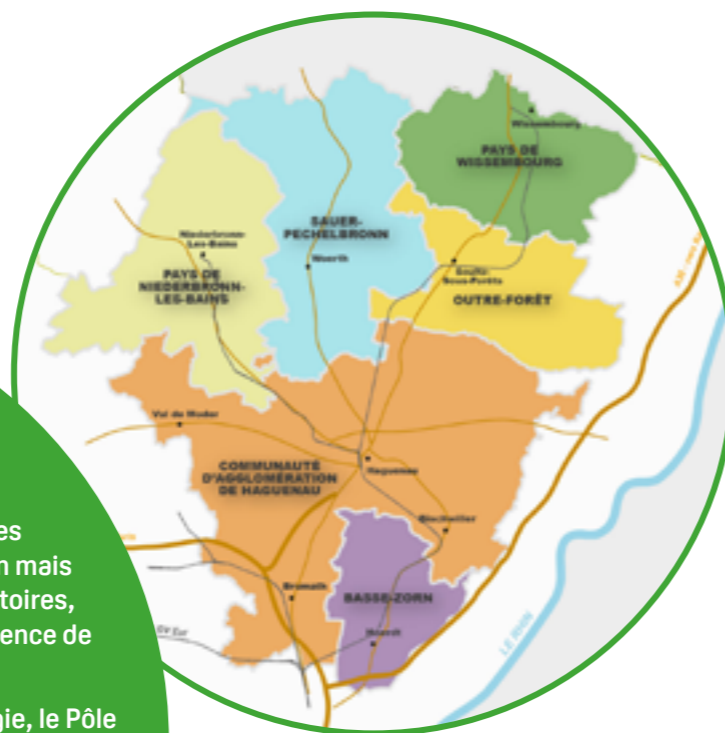 Wissembourg
PAYS DE
WISSEMBOURG
SAUER-
PECHELBRONN
Niederbronn-
Les-Bains
Woerth
Soultz-
Sous-Forêts
PAYS DE
NIEDERBRONN-
LES-BAINS
OUTRE-FORÊT
Val de Moder
COMMUNAUTÉ
D'AGGLOMÉRATION
DE HAGUENAU
Haguenau
Bischwiller
Brumath
BASSE-ZORN
Hoerdt
LE RHIN
es
n mais
toires,
ence de
gie, le Pôle